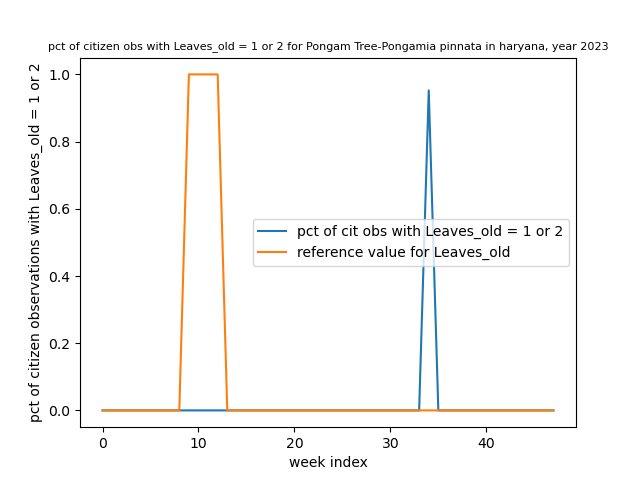 pct of citizen obs with Leaves_old = 1 or 2 for Pongam Tree-Pongamia pinnata in haryana, year 2023
pct of citizen observations with Leaves_old = 1 or 2
1.0
0.8
0.6
0.4
0.2
0.0
pct of cit obs with Leaves_old = 1 or 2
reference value for Leaves_old
0
10
20
30
40
week index